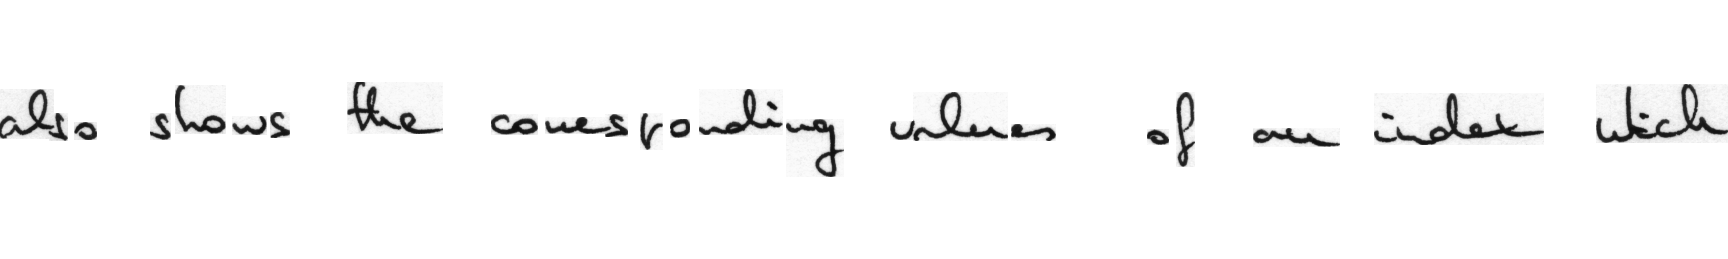 also shows the corresponding values of an index which